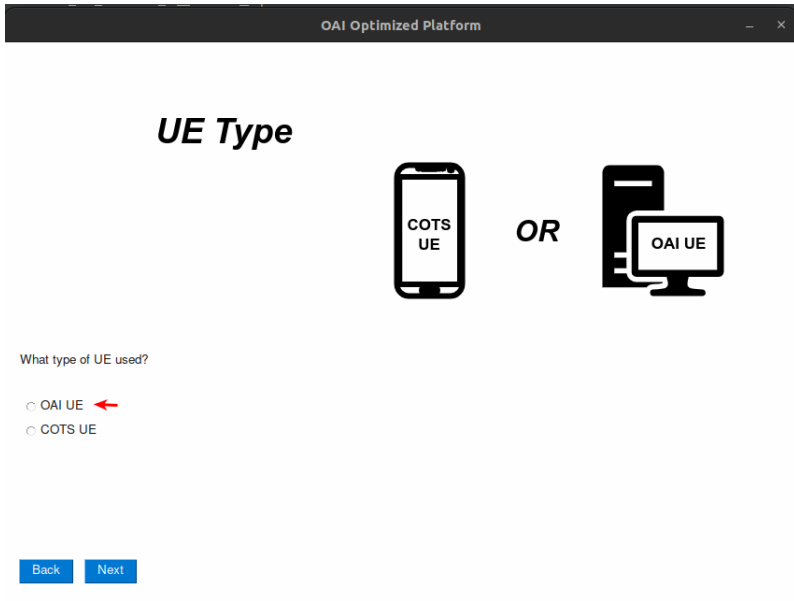 OAI Optimized Platform
UE Type
COTS
UE
OR
OAI UE
What type of UE used?
OAI UE
COTS UE
Back
Next